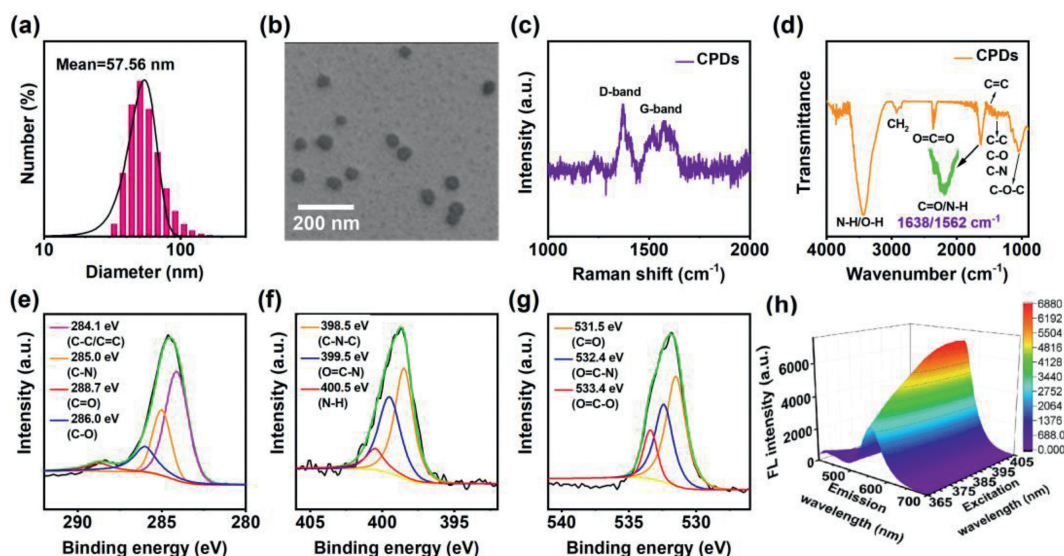 (a)
Mean=57.56 nm
Number (%)
10
100
Diameter (nm)
(b)
200 nm
(c)
CPDs
D-band
G-band
Intensity (a.u.)
1000
1500
2000
Raman shift (cm-1)
(d)
CPDs
C=C
CH2
O=C=O
C-C
C-O
C-N
C-O-C
N-H/O-H
C=O/N-H
1638/1562 cm-1
Transmittance
4000
3000
2000
1000
Wavenumber (cm-1)
(e)
284.1 eV
(C-C/C=C)
285.0 eV
(C-N)
288.7 eV
(C=O)
286.0 eV
(C-O)
Intensity (a.u.)
290
285
280
Binding energy (eV)
(f)
398.5 eV
(C-N-C)
399.5 eV
(O=C-N)
400.5 eV
(N-H)
Intensity (a.u.)
405
400
395
Binding energy (eV)
(g)
531.5 eV
(C=O)
532.4 eV
(O=C-N)
533.4 eV
(O=C-O)
Intensity (a.u.)
540
535
530
Binding energy (eV)
(h)
FL intensity (a.u.)
6000
4000
2000
0
500
600
700
Emission
wavelength (nm)
365
375
385
395
405
Excitation
wavelength (nm)
6880
6192
5504
4816
4128
3440
2752
2064
1376
688.0
0.000